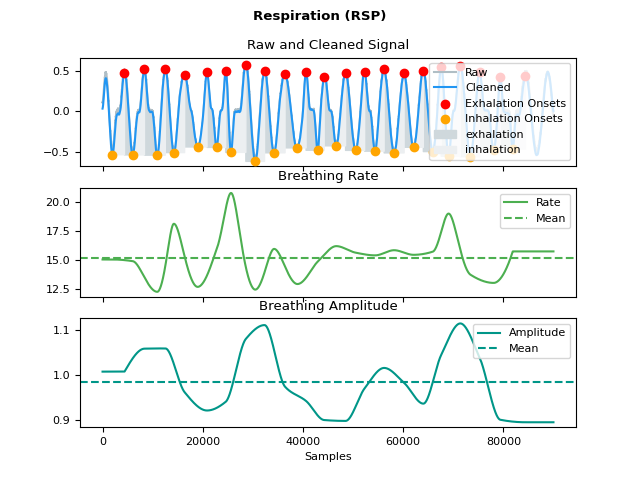 Respiration (RSP)
Raw and Cleaned Signal
0.5
0.0
−0.5
Raw
Cleaned
Exhalation Onsets
Inhalation Onsets
exhalation
inhalation
Breathing Rate
20.0
17.5
15.0
12.5
Rate
Mean
Breathing Amplitude
1.1
1.0
0.9
Amplitude
Mean
0 20000 40000 60000 80000
Samples